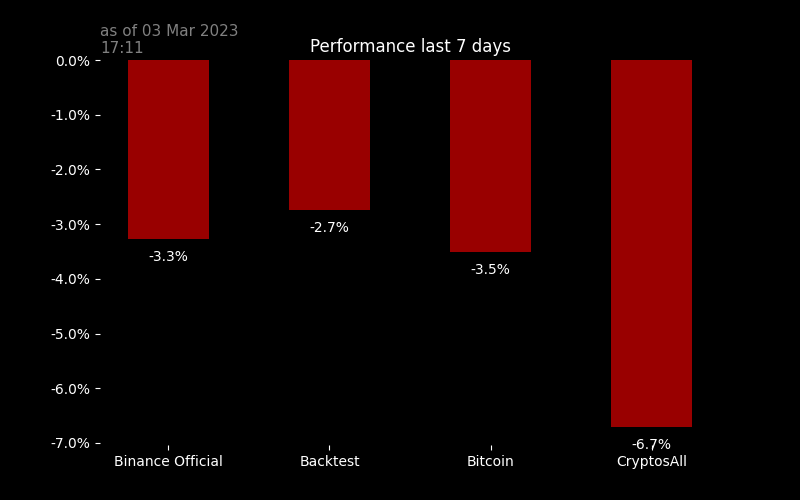 as of 03 Mar 2023
17:11
Performance last 7 days
0.0%
-1.0%
-2.0%
-3.0%
-4.0%
-5.0%
-6.0%
-7.0%
-3.3%
-2.7%
-3.5%
-6.7%
Binance Official
Backtest
Bitcoin
CryptosAll